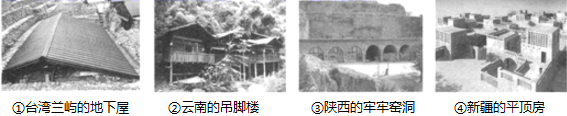 ①台湾兰屿的地下屋
②云南的吊脚楼
③陕西的牢牢窑洞
④新疆的平顶房